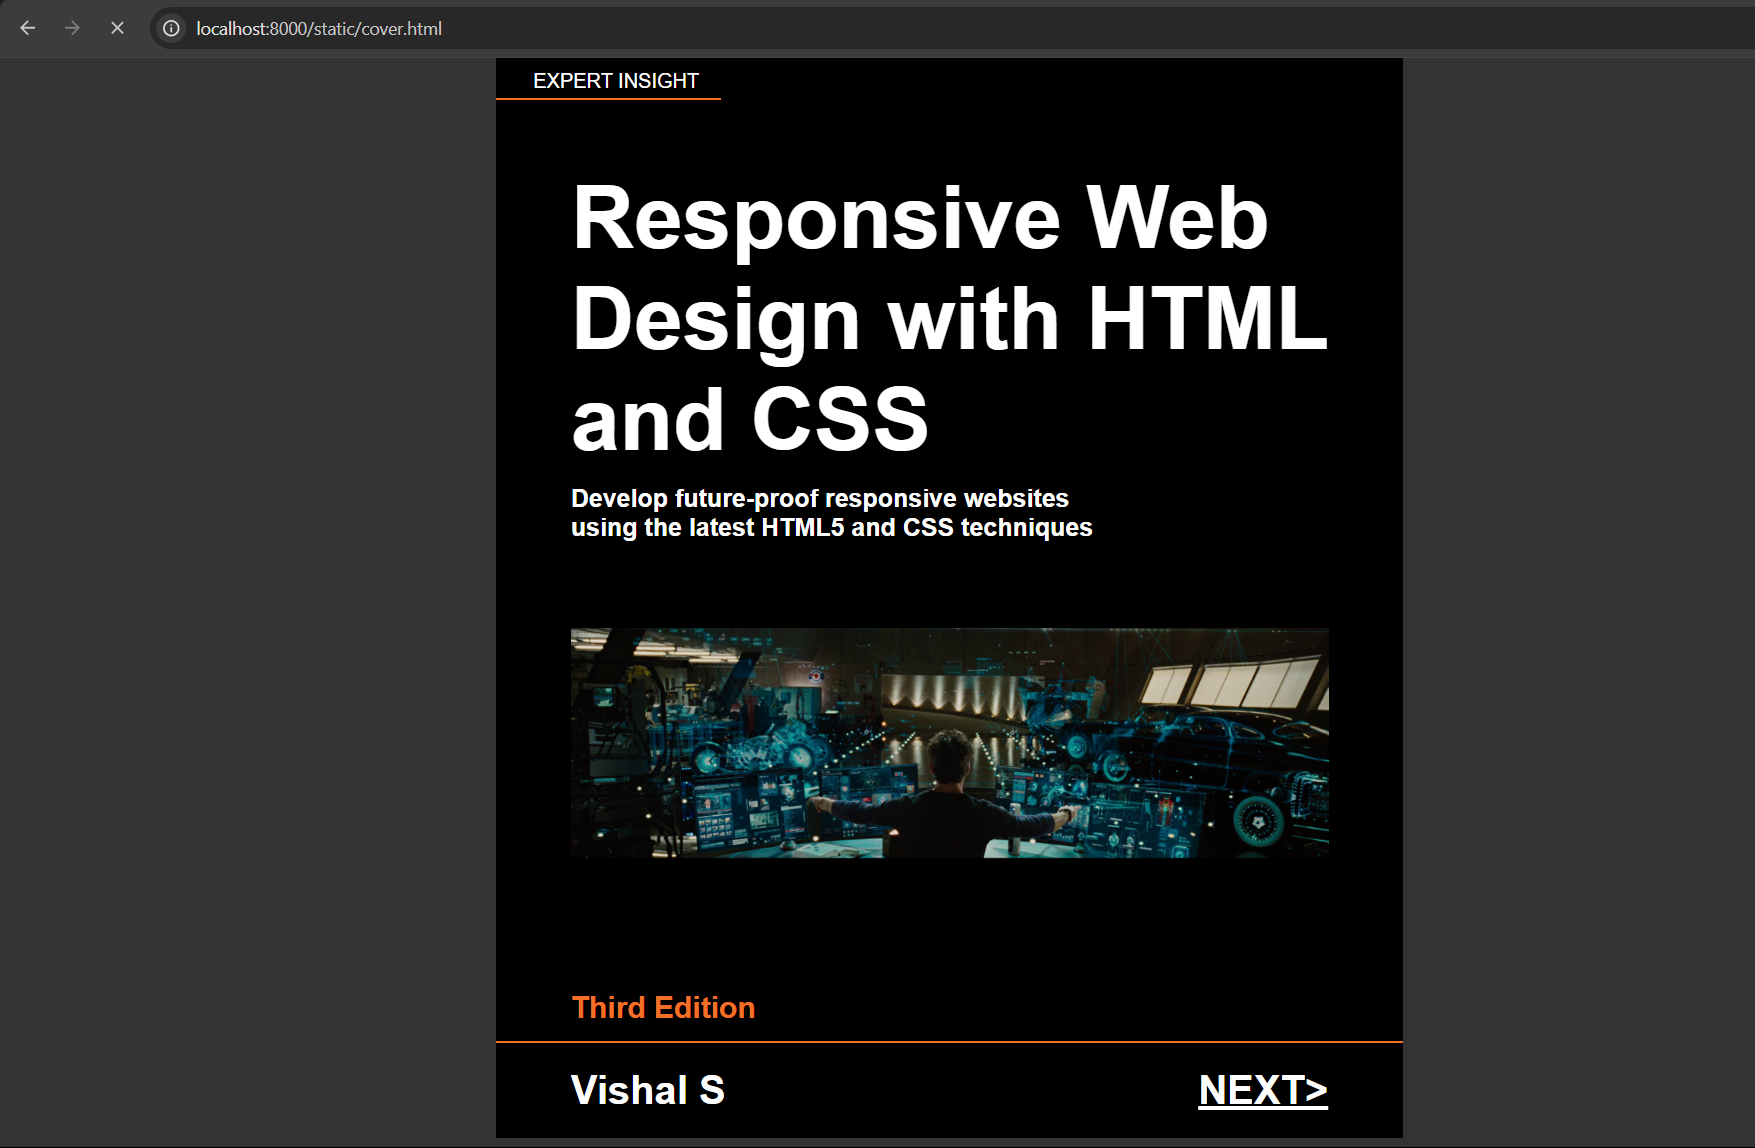 localhost:8000/static/cover.html
EXPERT INSIGHT
Responsive Web
Design with HTML
and CSS
Develop future-proof responsive websites
using the latest HTML5 and CSS techniques
Third Edition
Vishal S
NEXT>